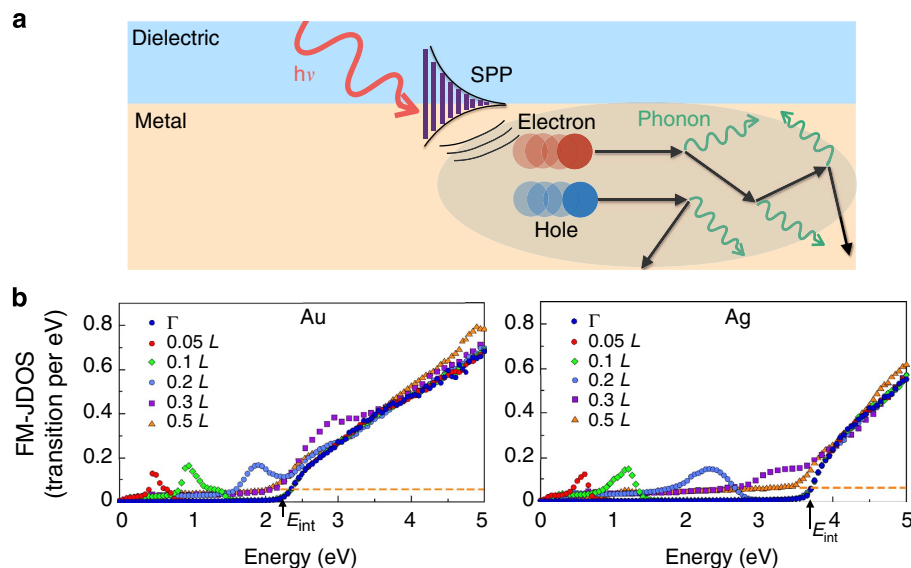 a
Dielectric
hν
SPP
Metal
Electron
Phonon
Hole
b
FM-JDOS
(transition per eV)
0.8
0.6
0.4
0.2
0
Au
Γ
0.05 L
0.1 L
0.2 L
0.3 L
0.5 L
E int
0 1 2 3 4 5
Energy (eV)
0.8
0.6
0.4
0.2
0
Ag
Γ
0.05 L
0.1 L
0.2 L
0.3 L
0.5 L
E int
0 1 2 3 4 5
Energy (eV)